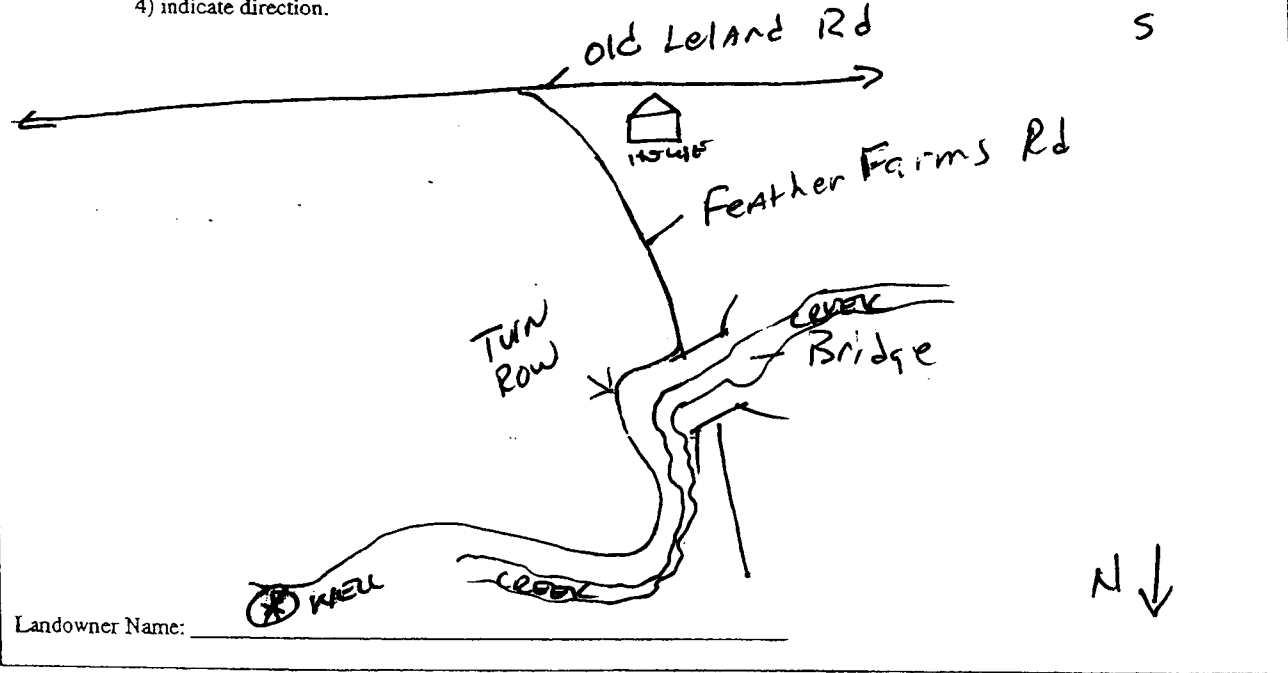 4) indicate direction.
Old Leland Rd
S
House
Feather Farms Rd
Creek
Turn
Row
Bridge
Creek
Well
N
Landowner Name: